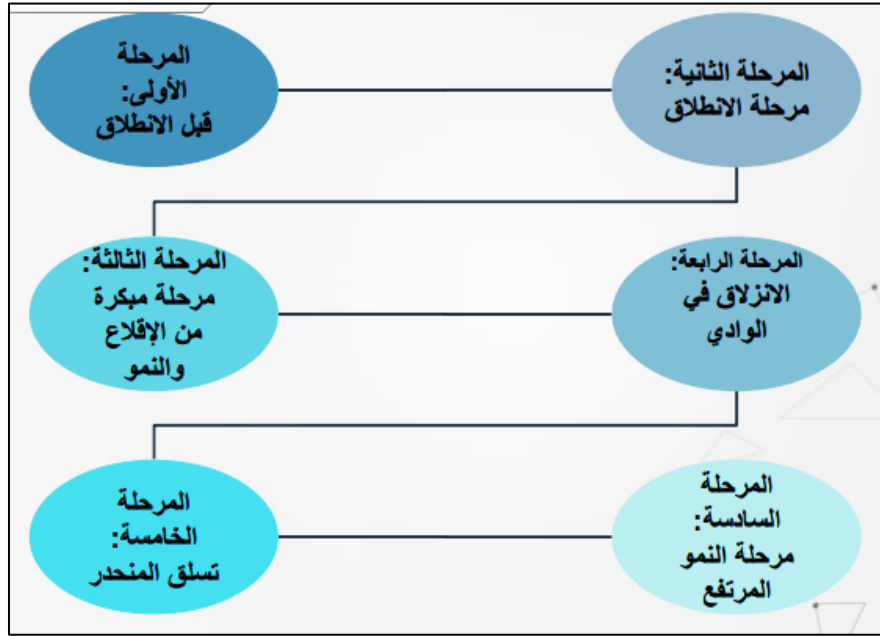 المرحلة
الأولى:
قبل الانطلاق
المرحلة الثانية:
مرحلة الانطلاق
المرحلة الثالثة:
مرحلة مبكرة
من الإقلاع
والنمو
المرحلة الرابعة:
الانزلاق في
الوادي
المرحلة
الخامسة:
تسلق المنحدر
المرحلة
السادسة:
مرحلة النمو
المرتفع